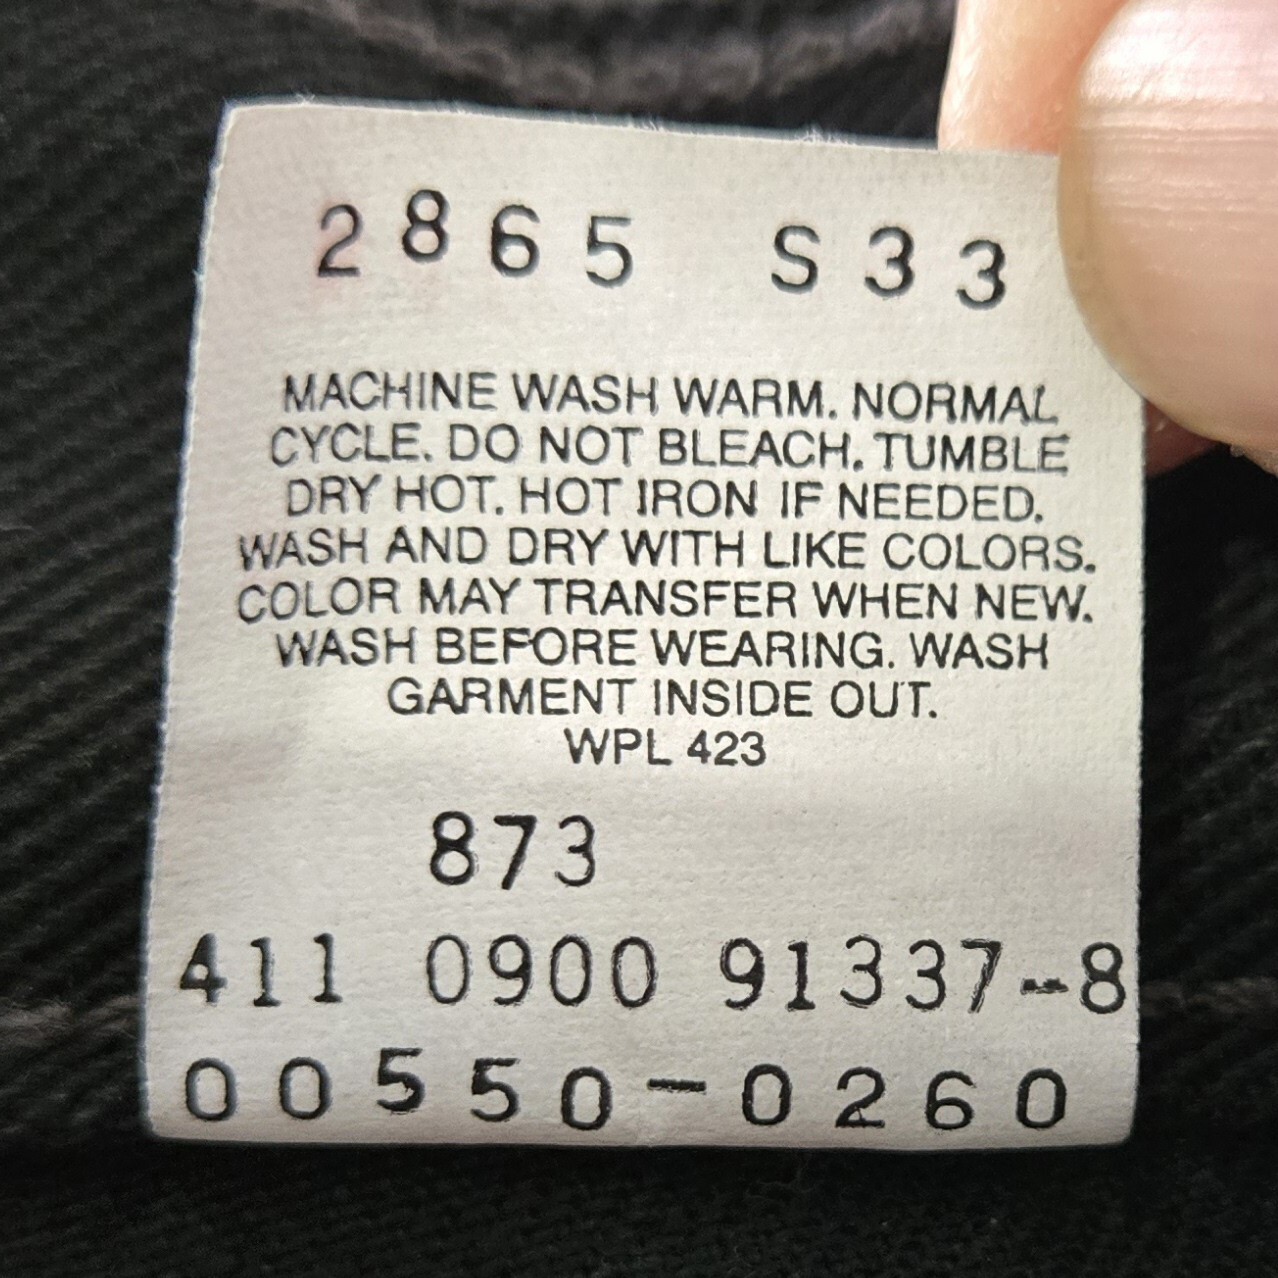 2865 S33
MACHINE WASH WARM. NORMAL
CYCLE. DO NOT BLEACH. TUMBLE
DRY HOT. HOT IRON IF NEEDED.
WASH AND DRY WITH LIKE COLORS.
COLOR MAY TRANSFER WHEN NEW.
WASH BEFORE WEARING. WASH
GARMENT INSIDE OUT.
WPL 423
873
411 0900 91337-8
00550-0260